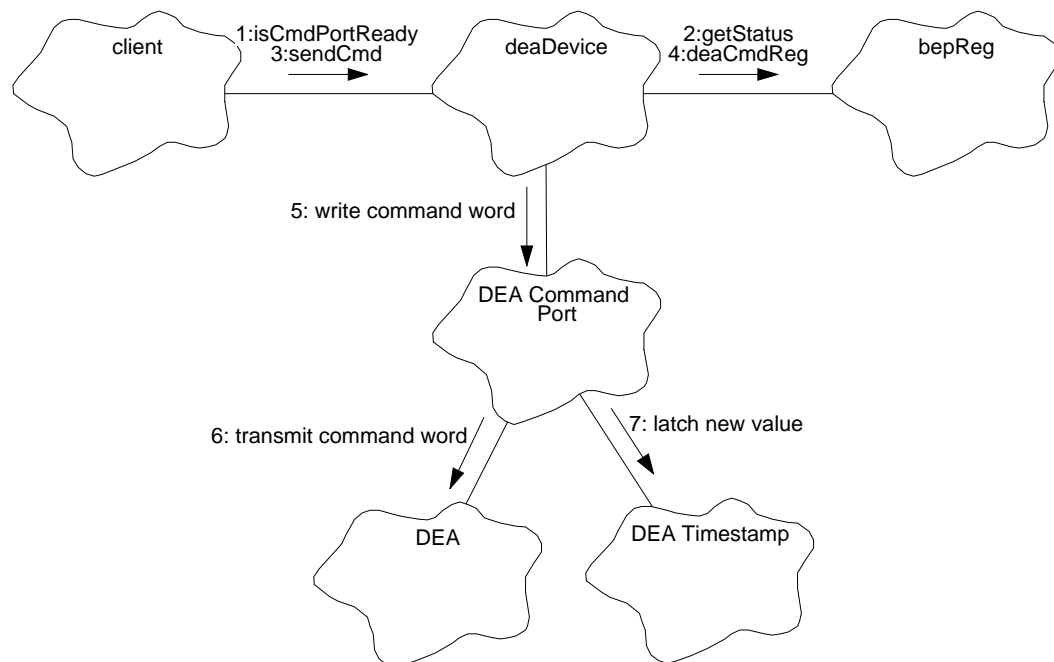 client
1:isCmdPortReady
3:sendCmd
deaDevice
2:getStatus
4:deaCmdReg
bepReg
5: write command word
DEA Command
Port
6: transmit command word
7: latch new value
DEA
DEA Timestamp